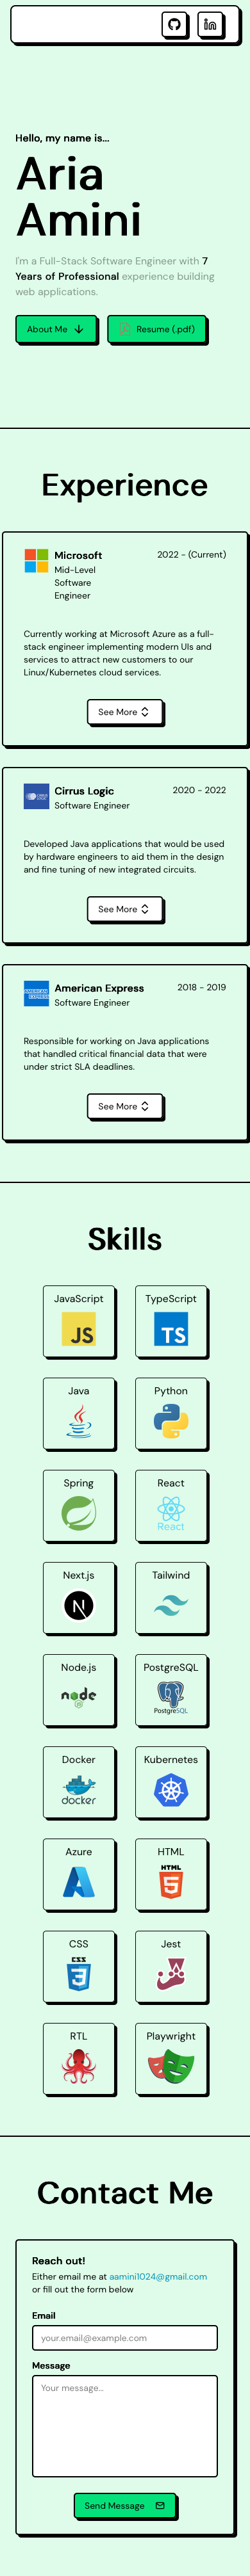 Hello, my name is...
Aria
Amini
I'm a Full-Stack Software Engineer with 7
Years of Professional experience building
web applications.
About Me
Resume (.pdf)
Experience
Microsoft
2022 - (Current)
Mid-Level
Software
Engineer
Currently working at Microsoft Azure as a full-
stack engineer implementing modern UIs and
services to attract new customers to our
Linux/Kubernetes cloud services.
See More
Cirrus Logic
2020 - 2022
Software Engineer
Developed Java applications that would be used
by hardware engineers to aid them in the design
and fine tuning of new integrated circuits.
See More
AMERICAN
EXPRESS
American Express
2018 - 2019
Software Engineer
Responsible for working on Java applications
that handled critical financial data that were
under strict SLA deadlines.
See More
Skills
JavaScript
JS
TypeScript
TS
Java
Python
Spring
React
React
Next.js
N
Tailwind
Node.js
node
JS
PostgreSQL
PostgreSQL
Docker
docker
Kubernetes
Azure
HTML
HTML
5
CSS
CSS
3
Jest
RTL
Playwright
Contact Me
Reach out!
Either email me at aamini1024@gmail.com
or fill out the form below
Email
your.email@example.com
Message
Your message...
Send Message